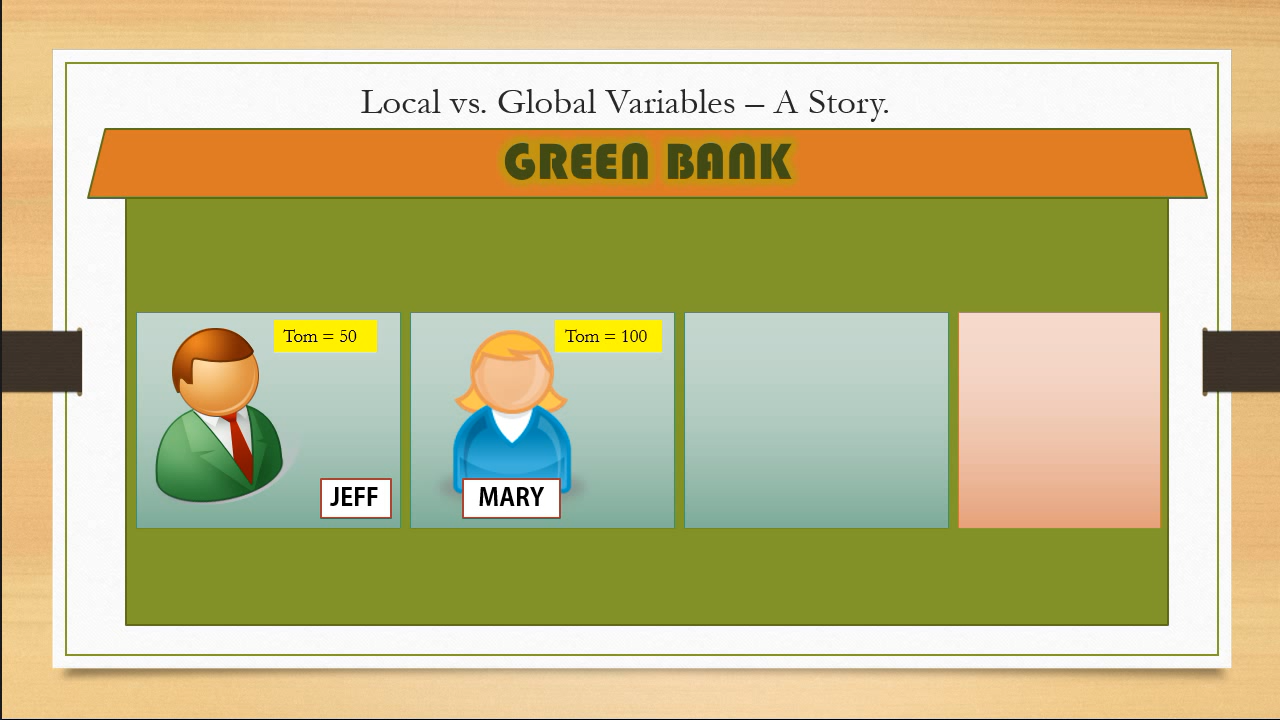 Local vs. Global Variables – A Story.
GREEN BANK
Tom = 50
Tom = 100
JEFF
MARY